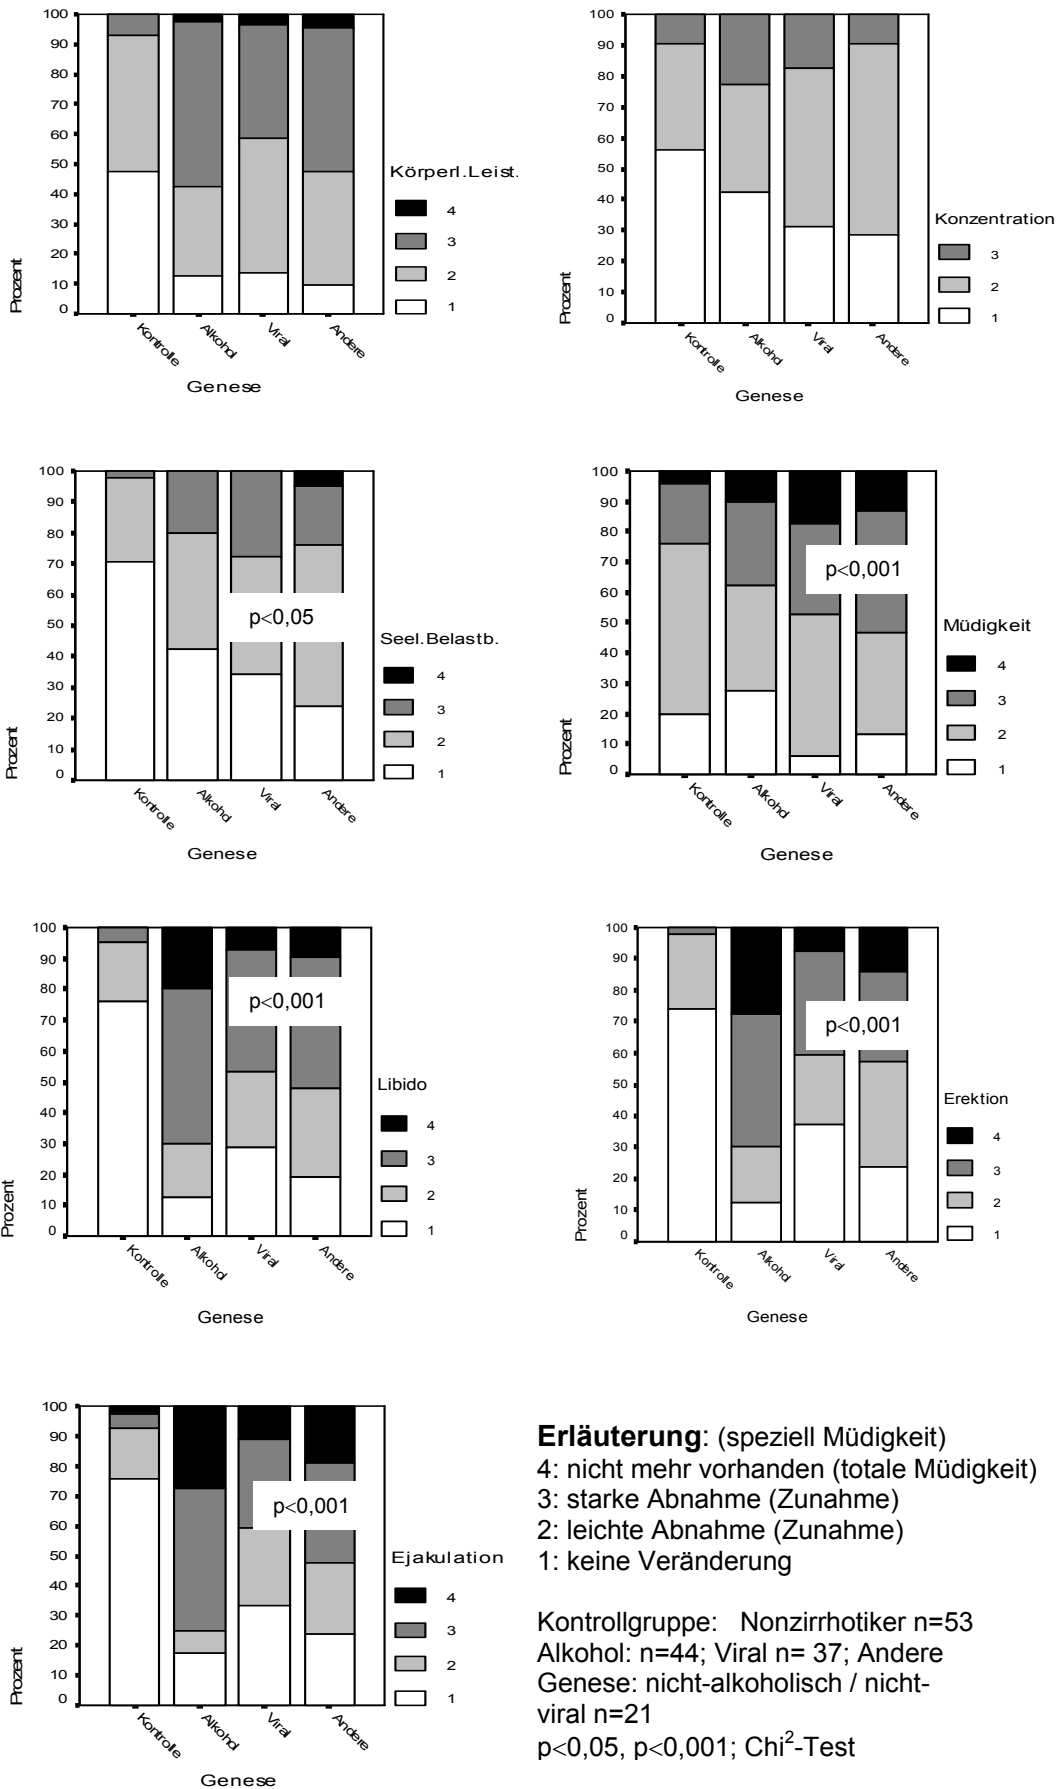 100
90
80
70
60
50
40
30
20
10
0
Prozent
Kontrolle
Alkohol
Viral
Andere
Genese
Körperl.Leist.
4
3
2
1
100
90
80
70
60
50
40
30
20
10
0
Prozent
Kontrolle
Alkohol
Viral
Andere
Genese
Konzentration
3
2
1
100
90
80
70
60
50
40
30
20
10
0
Prozent
p<0,05
Kontrolle
Alkohol
Viral
Andere
Genese
Seel.Belastb.
4
3
2
1
100
90
80
70
60
50
40
30
20
10
0
Prozent
p<0,001
Kontrolle
Alkohol
Viral
Andere
Genese
Müdigkeit
4
3
2
1
100
90
80
70
60
50
40
30
20
10
0
Prozent
p<0,001
Kontrolle
Alkohol
Viral
Andere
Genese
Libido
4
3
2
1
100
90
80
70
60
50
40
30
20
10
0
Prozent
p<0,001
Kontrolle
Alkohol
Viral
Andere
Genese
Erektion
4
3
2
1
100
90
80
70
60
50
40
30
20
10
0
Prozent
p<0,001
Kontrolle
Alkohol
Viral
Andere
Genese
Ejakulation
4
3
2
1
Erläuterung: (speziell Müdigkeit)
4: nicht mehr vorhanden (totale Müdigkeit)
3: starke Abnahme (Zunahme)
2: leichte Abnahme (Zunahme)
1: keine Veränderung
Kontrollgruppe: Nonzirrhotiker n=53
Alkohol: n=44; Viral n= 37; Andere
Genese: nicht-alkoholisch / nicht-
viral n=21
p<0,05, p<0,001; Chi²-Test